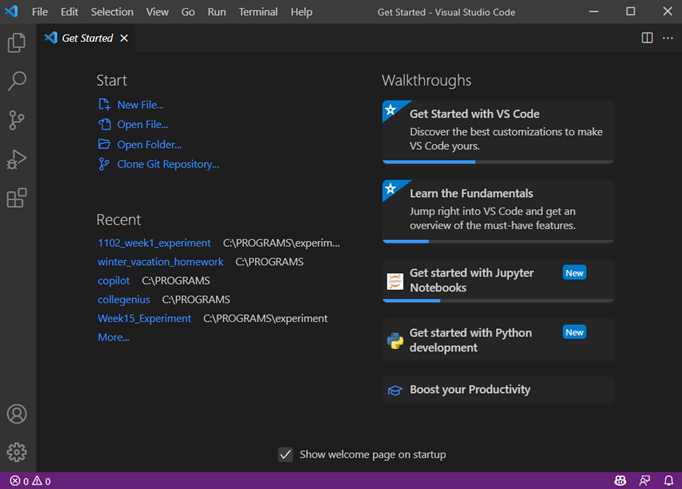 File Edit Selection View Go Run Terminal Help Get Started - Visual Studio Code
Get Started
Start
New File...
Open File...
Open Folder...
Clone Git Repository...
Recent
1102_week1_experiment C:\PROGRAMS\experim...
winter_vacation_homework C:\PROGRAMS
copilot C:\PROGRAMS
collegenius C:\PROGRAMS
Week15_Experiment C:\PROGRAMS\experiment
More...
Walkthroughs
Get Started with VS Code
Discover the best customizations to make
VS Code yours.
Learn the Fundamentals
Jump right into VS Code and get an
overview of the must-have features.
Get started with Jupyter New
Notebooks
Get started with Python New
development
Boost your Productivity
Show welcome page on startup
0 0